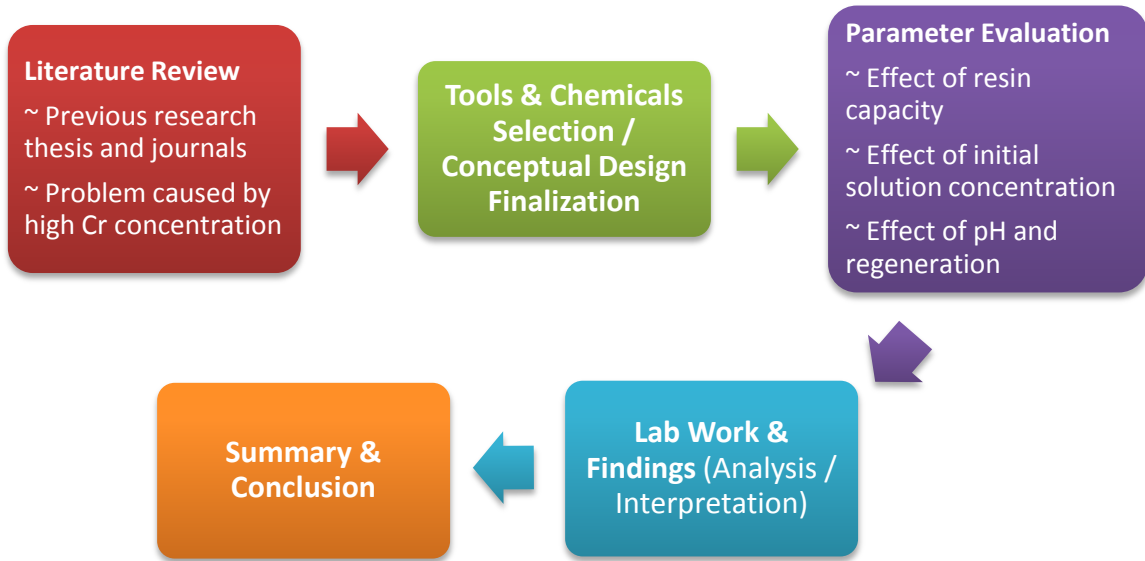 Literature Review
~ Previous research
thesis and journals
~ Problem caused by
high Cr concentration
Tools & Chemicals
Selection /
Conceptual Design
Finalization
Parameter Evaluation
~ Effect of resin
capacity
~ Effect of initial
solution concentration
~ Effect of pH and
regeneration
Lab Work &
Findings (Analysis /
Interpretation)
Summary &
Conclusion